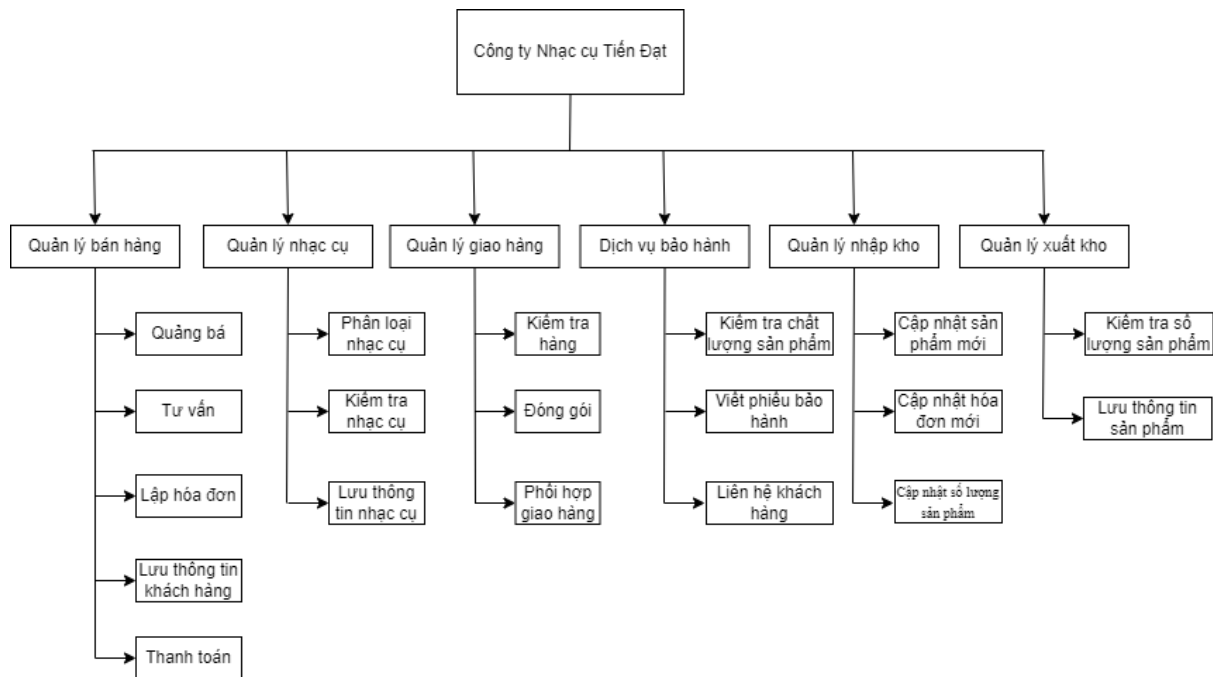 Công ty Nhạc cụ Tiến Đạt
Quản lý bán hàng
Quản lý nhạc cụ
Quản lý giao hàng
Dịch vụ bảo hành
Quản lý nhập kho
Quản lý xuất kho
Quảng bá
Tư vấn
Lập hóa đơn
Lưu thông tin
khách hàng
Thanh toán
Phân loại
nhạc cụ
Kiểm tra
nhạc cụ
Lưu thông
tin nhạc cụ
Kiểm tra
hàng
Đóng gói
Phối hợp
giao hàng
Kiểm tra chất
lượng sản phẩm
Viết phiếu bảo
hành
Liên hệ khách
hàng
Cập nhật sản
phẩm mới
Cập nhật hóa
đơn mới
Cập nhật số lượng
sản phẩm
Kiểm tra số
lượng sản phẩm
Lưu thông tin
sản phẩm